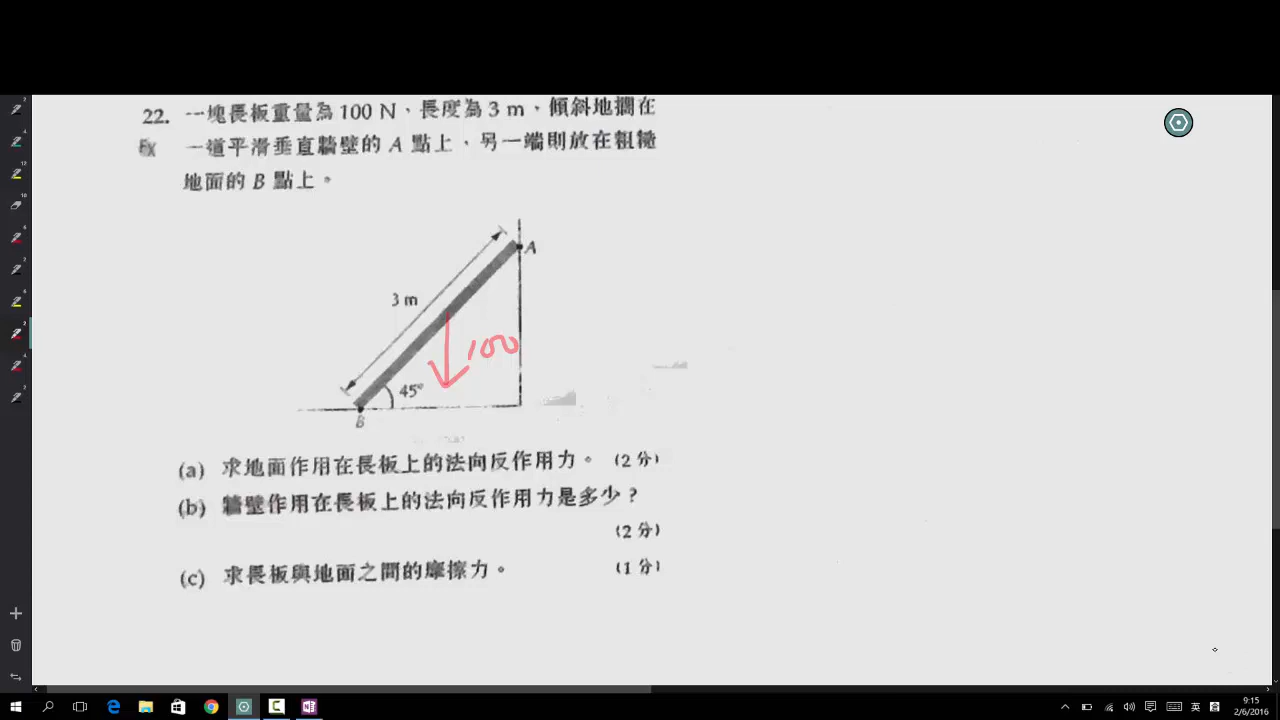 22. 一塊長板重量為 100 N，長度為 3 m，傾斜地擱在
Ex 一道平滑垂直牆壁的 A 點上，另一端則放在粗糙
地面的 B 點上。
A
3 m
100
45°
B
(a) 求地面作用在長板上的法向反作用力。 (2 分)
(b) 牆壁作用在長板上的法向反作用力是多少？
(2 分)
(c) 求長板與地面之間的摩擦力。 (1 分)
9:15
英
2/6/2016